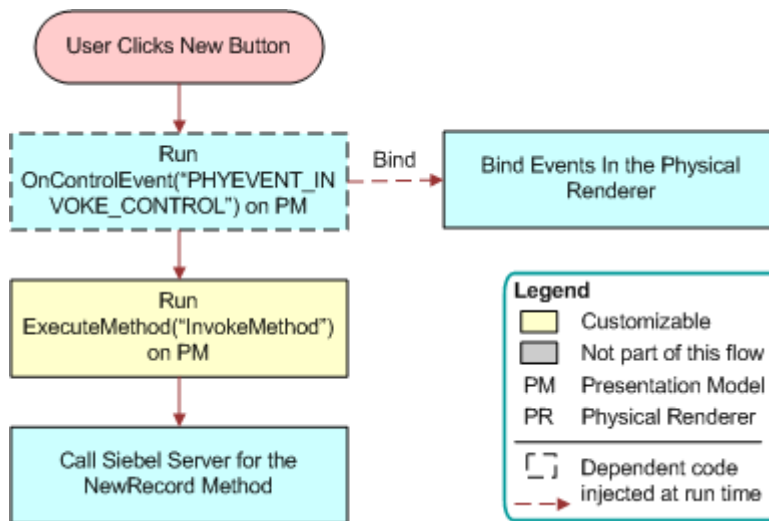 User Clicks New Button
Run
OnControlEvent("PHYEVENT_IN
VOKE_CONTROL") on PM
Bind
Bind Events In the Physical
Renderer
Run
ExecuteMethod("InvokeMethod")
on PM
Call Siebel Server for the
NewRecord Method
Legend
Customizable
Not part of this flow
PM Presentation Model
PR Physical Renderer
Dependent code
injected at run time